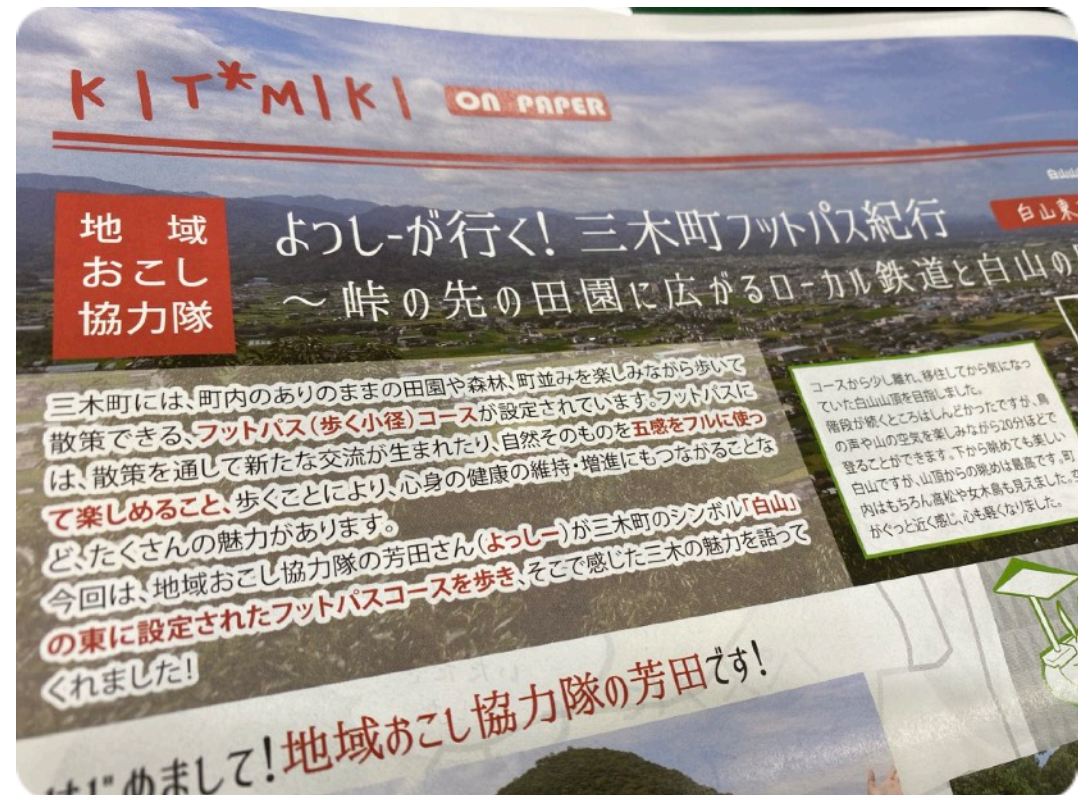 KIT*MIKI ON PAPER
地域
おこし
協力隊
よっしーが行く! 三木町フットパス紀行
～峠の先の田園に広がるローカル鉄道と白山の
白山東
三木町には、町内のありのままの田園や森林、町並みを楽しみながら歩いて
散策できる、フットパス(歩く小径)コースが設定されています。フットパスに
は、散策を通して新たな交流が生まれたり、自然そのものを五感をフルに使っ
て楽しめること、歩くことにより、心身の健康の維持・増進にもつながることな
ど、たくさんの魅力があります。
今回は、地域おこし協力隊の芳田さん(よっしー)が三木町のシンボル「白山」
の東に設定されたフットパスコースを歩き、そこで感じた三木の魅力を語って
くれました!
コースから少し離れ、移住してから気になっ
ていた白山山頂を目指しました。
階段が続くところはしんどかったですが、鳥
の声や山の空気を楽しみながら20分ほどで
登ることができます。下から眺めても美しい
白山ですが、山頂からの眺めは最高です。町
内はもちろん高松や女木島も見えました。
がぐっと近く感じ、心も軽くなりました。
はじめまして!地域おこし協力隊の芳田です!